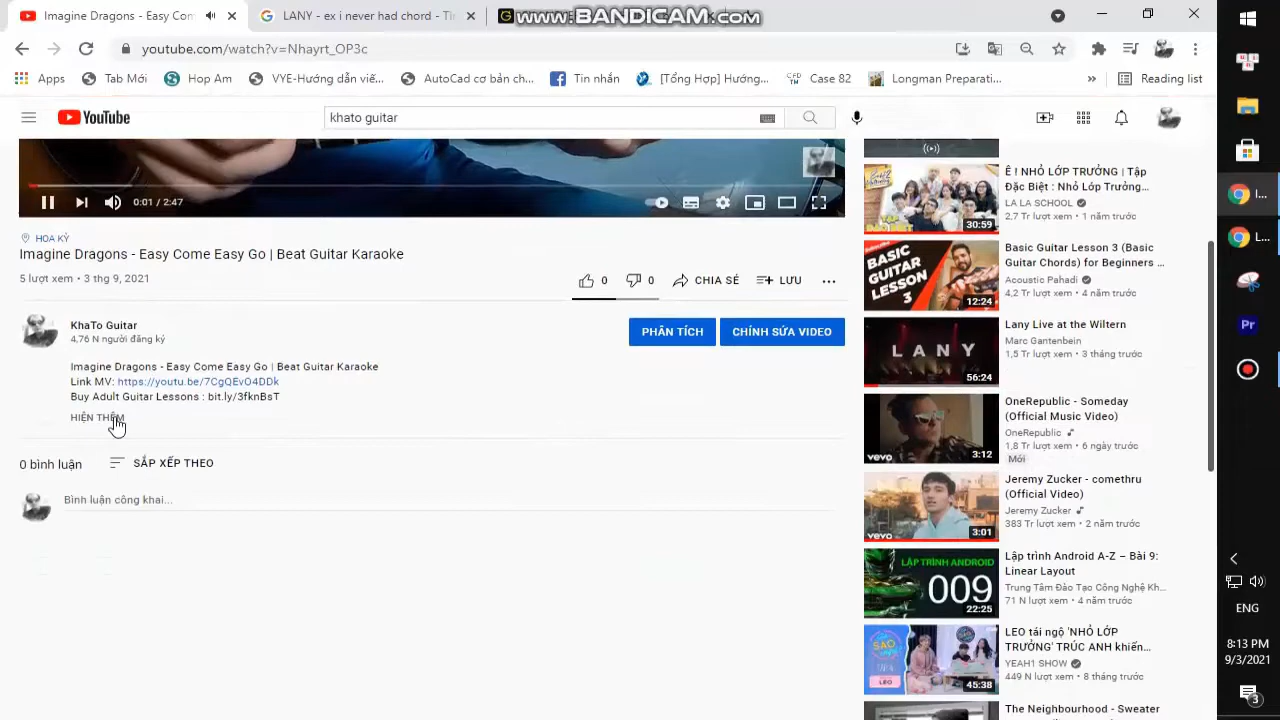 Imagine Dragons - Easy Com
LANY - ex i never had chord - T
www.BANDICAM.com
youtube.com/watch?v=Nhayrt_OP3c
Apps
Tab Mới
Hop Am
VYE-Hướng dẫn viế...
AutoCad cơ bản ch...
Tin nhắn
[Tổng Hợp] Hướng...
Case 82
Longman Preparati...
»
Reading list
YouTube
khato guitar
0:01 / 2:47
HOA KỲ
Imagine Dragons - Easy Come Easy Go | Beat Guitar Karaoke
5 lượt xem • 3 thg 9, 2021
0
0
CHIA SẺ
LƯU
KhaTo Guitar
4,76 N người đăng ký
PHÂN TÍCH
CHỈNH SỬA VIDEO
Imagine Dragons - Easy Come Easy Go | Beat Guitar Karaoke
Link MV: https://youtu.be/7CgQEvO4DDk
Buy Adult Guitar Lessons : bit.ly/3fknBsT
HIỆN THÊM
0 bình luận
SẮP XẾP THEO
Bình luận công khai...
30:59
Ê ! NHỎ LỚP TRƯỞNG | Tập
Đặc Biệt : Nhỏ Lớp Trưởng...
LA LA SCHOOL
2,7 Tr lượt xem • 1 năm trước
BASIC
GUITAR
LESSON
3
12:24
Basic Guitar Lesson 3 (Basic
Guitar Chords) for Beginners ...
Acoustic Pahadi
4,2 Tr lượt xem • 4 năm trước
LANY
56:24
Lany Live at the Wiltern
Marc Gantenbein
1,5 Tr lượt xem • 3 tháng trước
vevo
3:12
OneRepublic - Someday
(Official Music Video)
OneRepublic
1,8 Tr lượt xem • 6 ngày trước
Mới
vevo
3:01
Jeremy Zucker - comethru
(Official Video)
Jeremy Zucker
383 Tr lượt xem • 2 năm trước
LẬP TRÌNH ANDROID
009
22:25
Lập trình Android A-Z – Bài 9:
Linear Layout
Trung Tâm Đào Tạo Công Nghệ Kh...
71 N lượt xem • 4 năm trước
SAO
LEO
45:38
LEO tái ngộ 'NHỎ LỚP
TRƯỞNG' TRÚC ANH khiến...
YEAH1 SHOW
449 N lượt xem • 8 tháng trước
The Neighbourhood - Sweater
I...
L...
Pr
ENG
8:13 PM
9/3/2021
3